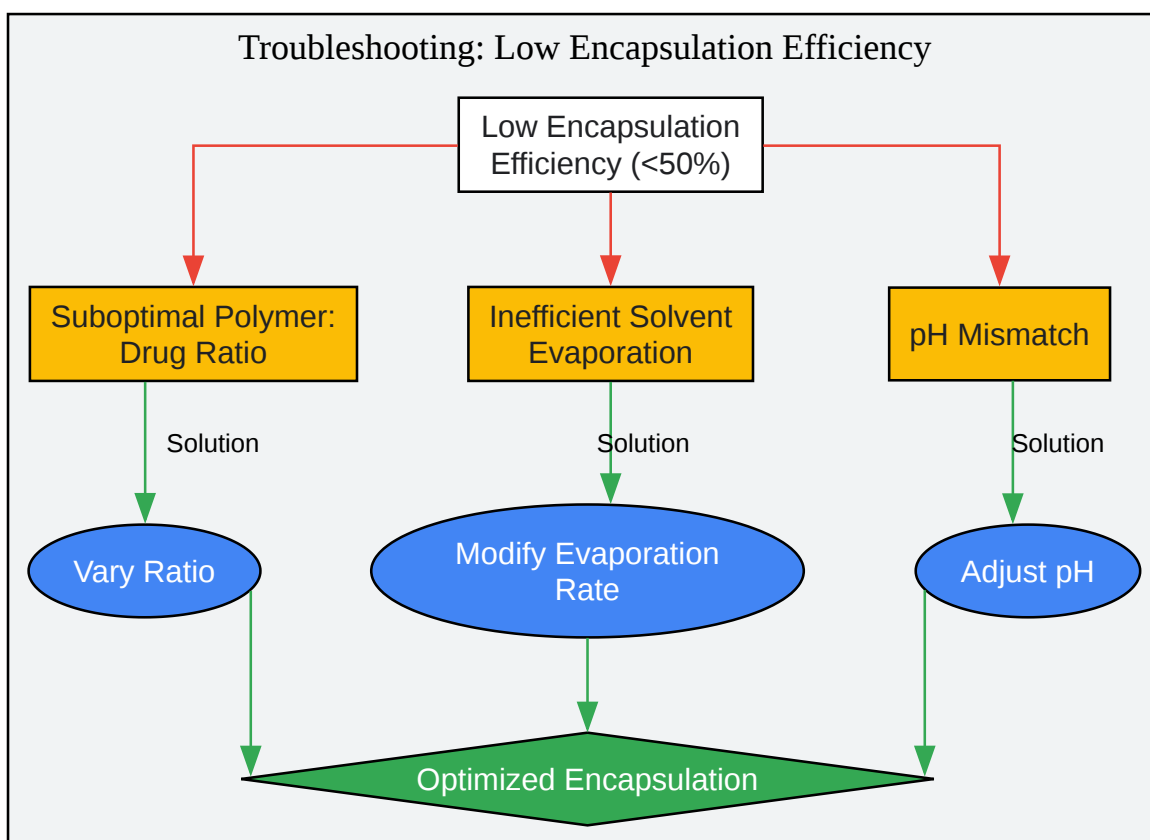 Troubleshooting: Low Encapsulation Efficiency
Low Encapsulation
Efficiency (<50%)
Suboptimal Polymer:
Drug Ratio
Inefficient Solvent
Evaporation
pH Mismatch
Solution
Solution
Solution
Vary Ratio
Modify Evaporation
Rate
Adjust pH
Optimized Encapsulation